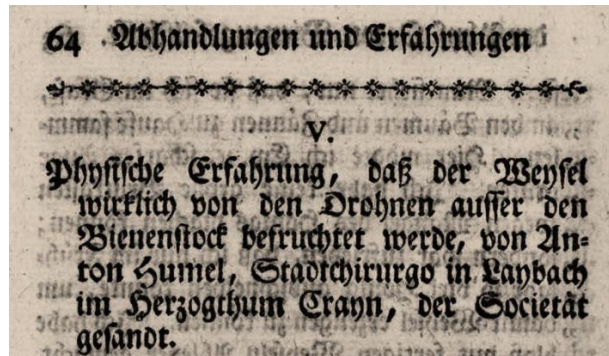 64 Abhandlungen und Erfahrungen
V.
Physische Erfahrung, daß der Weysel
wirklich von den Drohnen ausser den
Bienenstock befruchtet werde, von An=
ton Humel, Stadtchirurgo in Laybach
im Herzogthum Crayn, der Societät
gesandt.